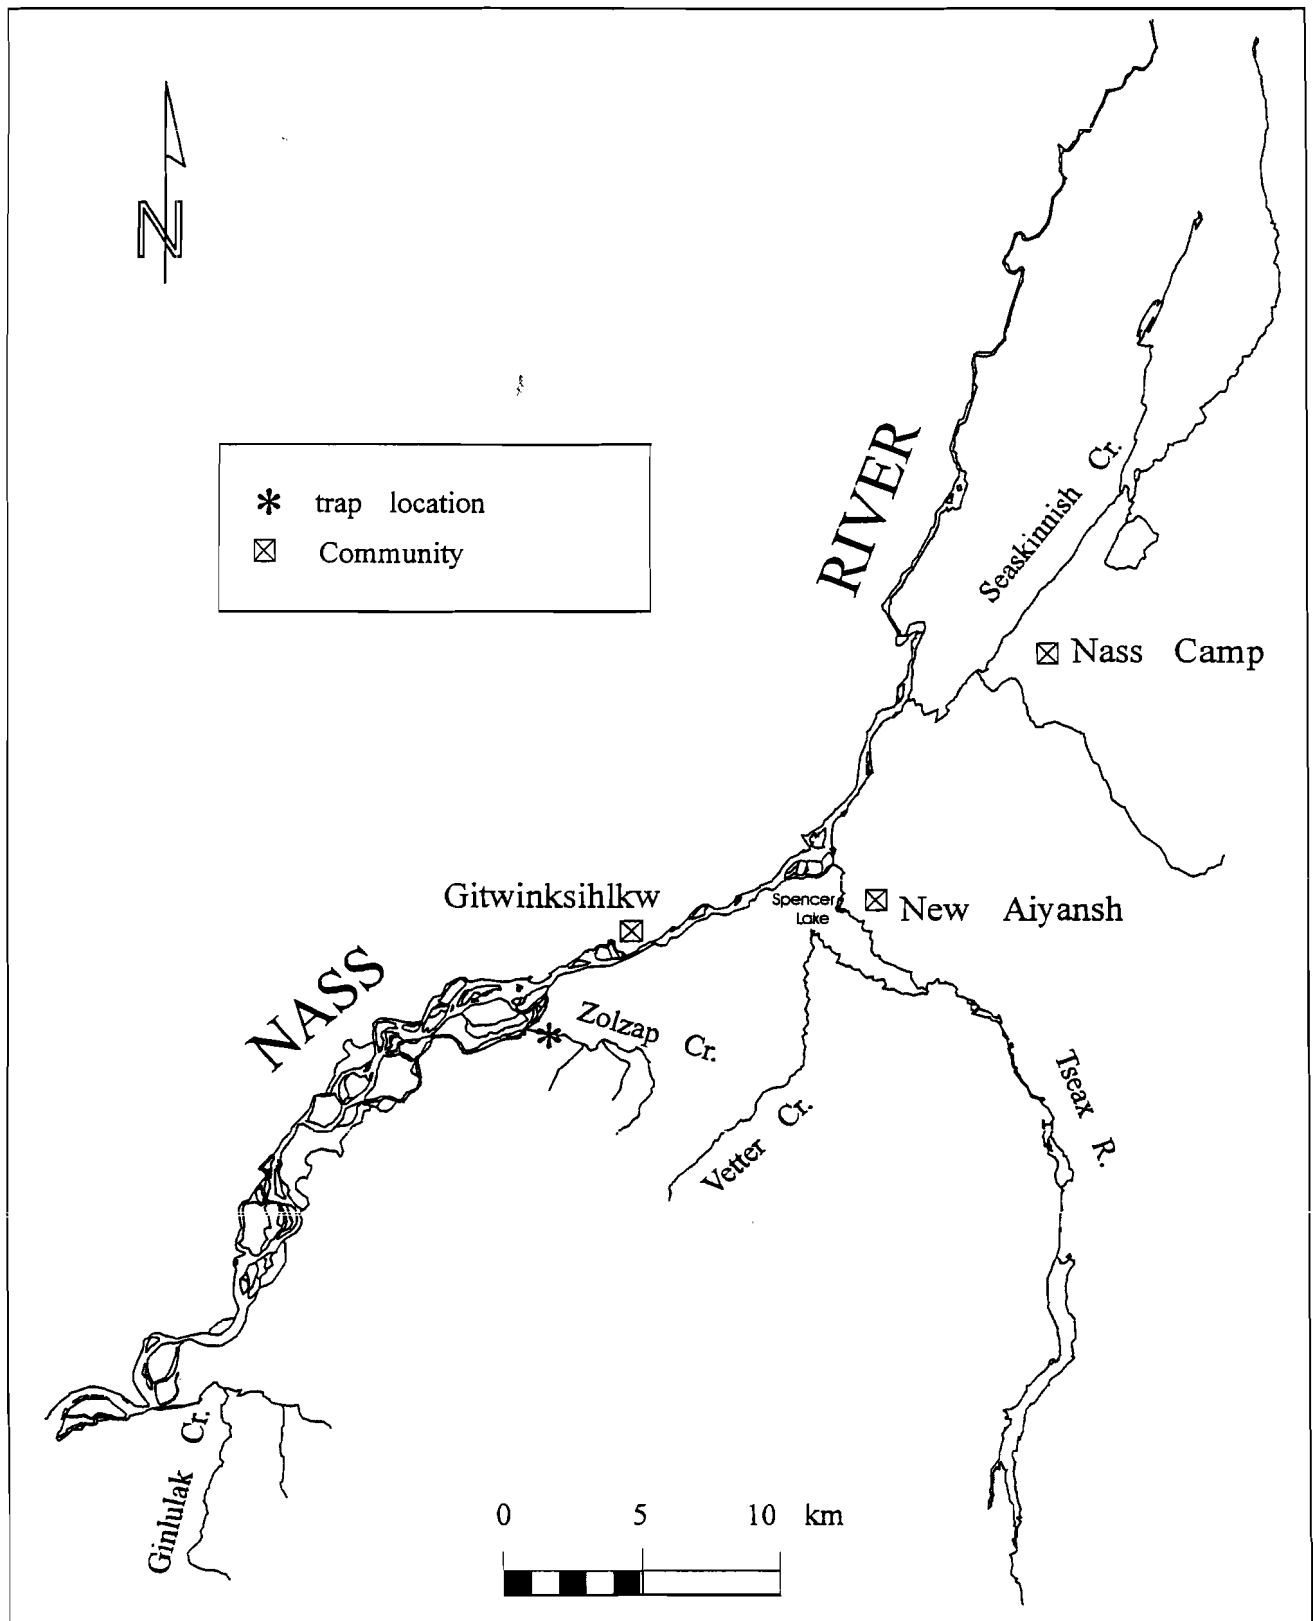 N
trap location
Community
RIVER
Seaskinnish Cr.
Nass Camp
Gitwinksihlkw
Spencer
Lake
New Aiyansh
NASS
Zolzap Cr.
Tseax R.
Vetter Cr.
Ginlulak Cr.
0 5 10 km